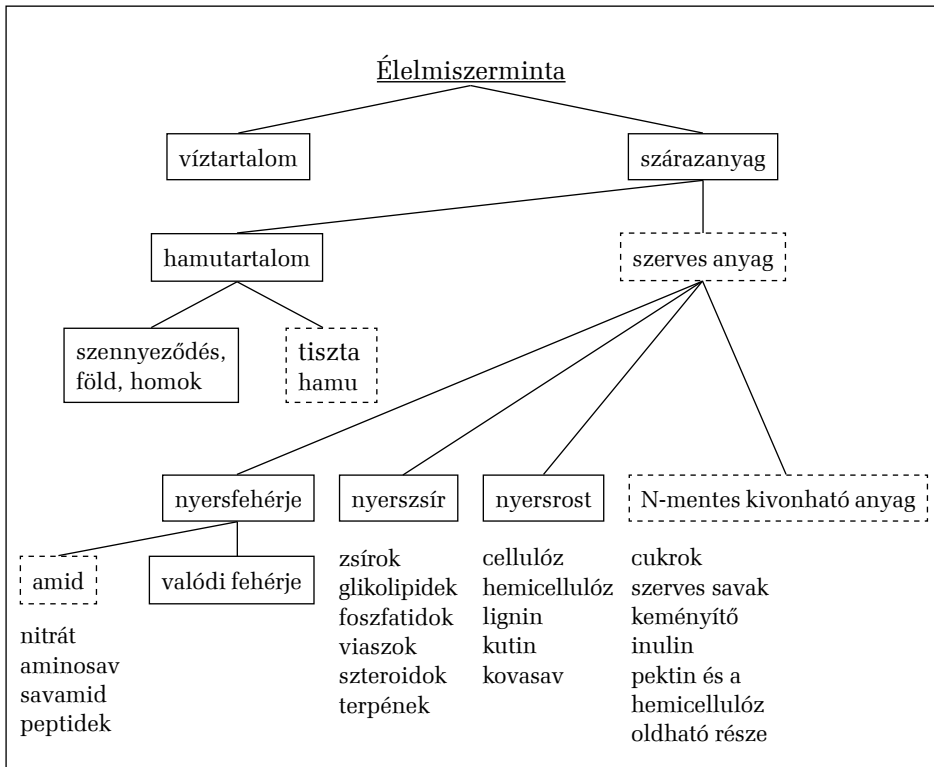 Élelmiszerminta
víztartalom
szárazanyag
hamutartalom
szerves anyag
szennyeződés,
föld, homok
tiszta
hamu
nyersfehérje
nyerszsír
nyersrost
N-mentes kivonható anyag
amid
valódi fehérje
nitrát
aminosav
savamid
peptidek
zsírok
glikolipidek
foszfatidok
viaszok
szteroidok
terpének
cellulóz
hemicellulóz
lignin
kutin
kovasav
cukrok
szerves savak
keményítő
inulin
pektin és a
hemicellulóz
oldható része